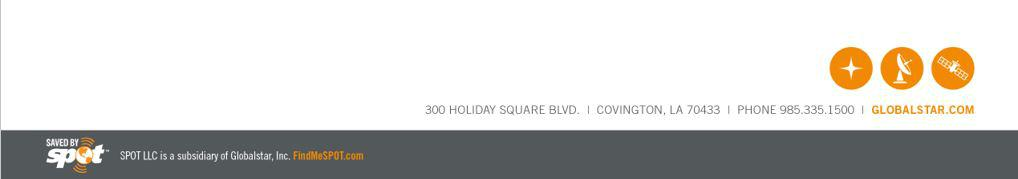 300 HOLIDAY SQUARE BLVD. | COVINGTON, LA 70433 | PHONE 985.335.1500 | GLOBALSTAR.COM
SAVED BY
spot™
SPOT LLC is a subsidiary of Globalstar, Inc. FindMeSPOT.com